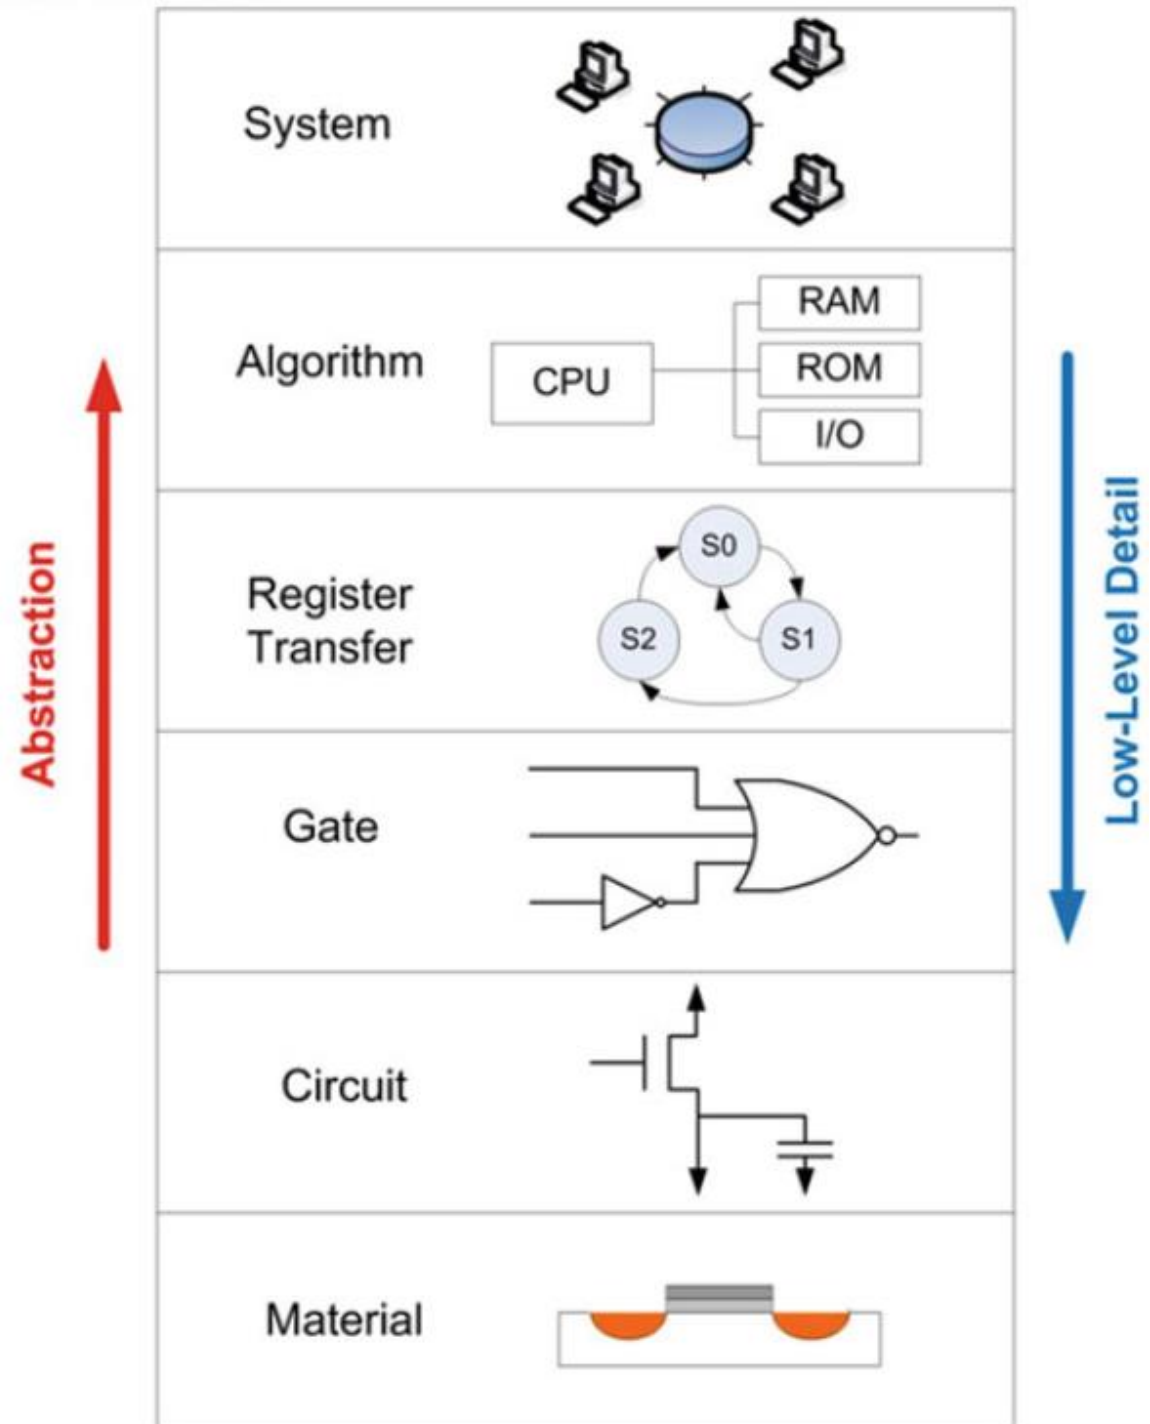 System
Algorithm
CPU
RAM
ROM
I/O
Register
Transfer
S0
S2
S1
Gate
Circuit
Material
Abstraction
Low-Level Detail